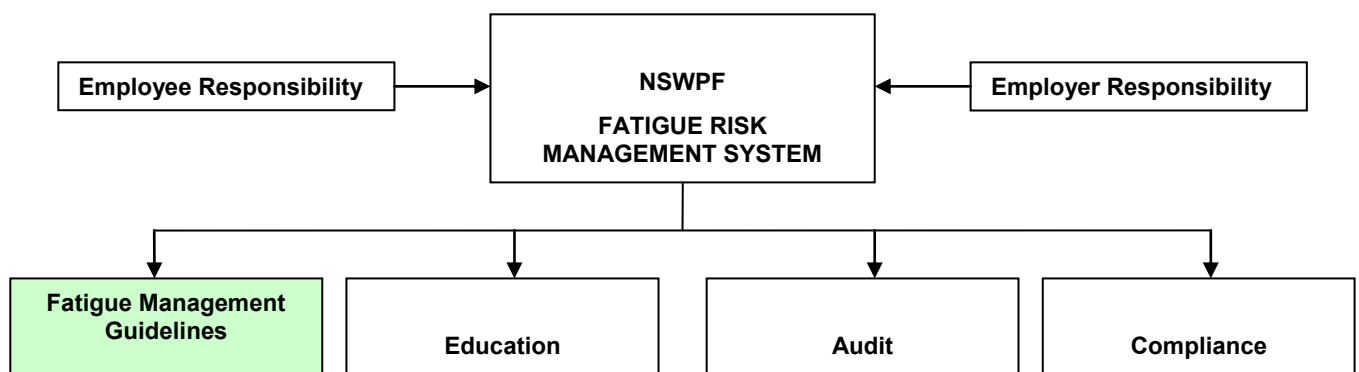 Employee Responsibility
NSWPF
FATIGUE RISK
MANAGEMENT SYSTEM
Employer Responsibility
Fatigue Management
Guidelines
Education
Audit
Compliance